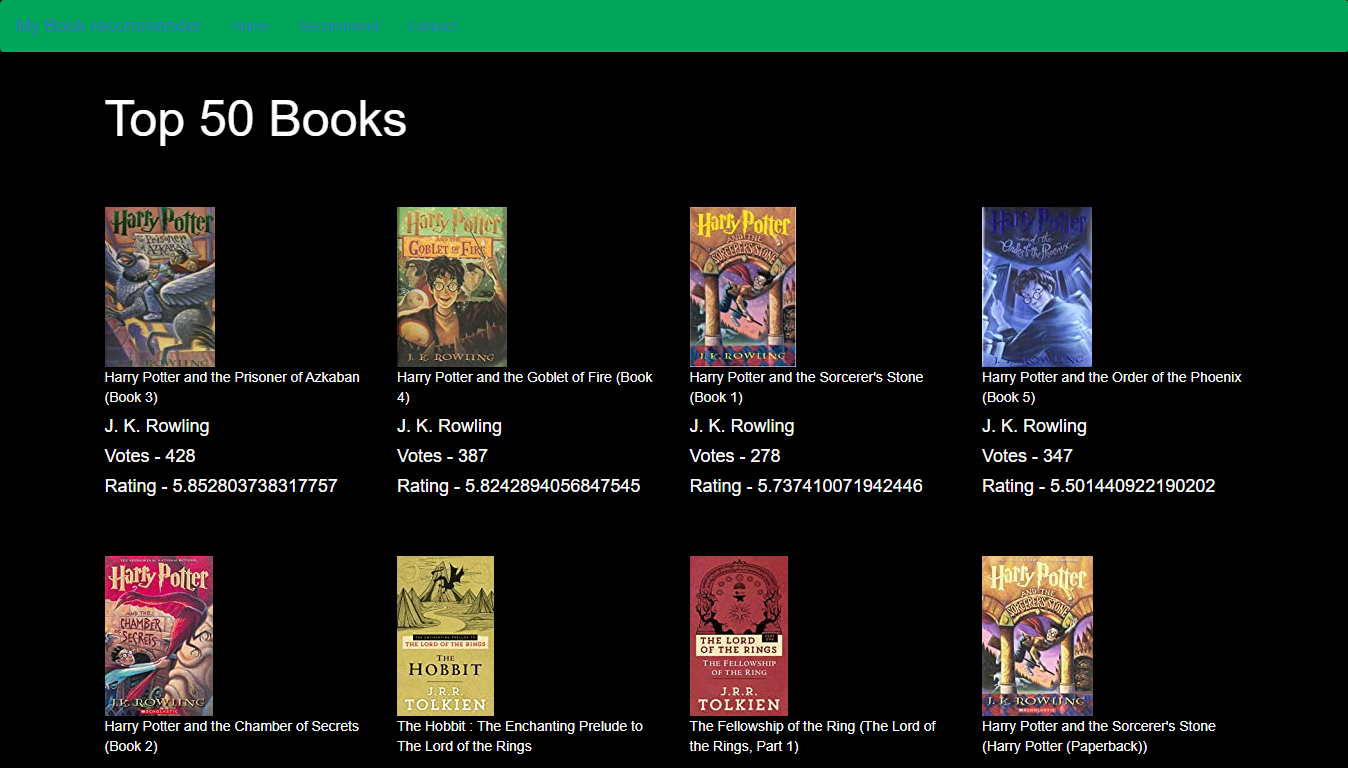 My Book recommender Home Recommend Contact
Top 50 Books
Harry Potter
the Prisoner
of AZKABAN
J.K. ROWLING
Harry Potter and the Prisoner of Azkaban
(Book 3)
J. K. Rowling
Votes - 428
Rating - 5.852803738317757
Harry Potter
AND THE
GOBLET OF FIRE
J. K. ROWLING
Harry Potter and the Goblet of Fire (Book
4)
J. K. Rowling
Votes - 387
Rating - 5.8242894056847545
Harry Potter
AND THE
SORCERER'S STONE
J. K. ROWLING
Harry Potter and the Sorcerer's Stone
(Book 1)
J. K. Rowling
Votes - 278
Rating - 5.737410071942446
Harry Potter
and the
Order of the Phoenix
Harry Potter and the Order of the Phoenix
(Book 5)
J. K. Rowling
Votes - 347
Rating - 5.501440922190202
Harry Potter
AND THE
CHAMBER
OF SECRETS
J.K. ROWLING
SCHOLASTIC
Harry Potter and the Chamber of Secrets
(Book 2)
THE ENCHANTING PRELUDE TO
THE LORD OF THE RINGS
THE
HOBBIT
J.R.R.
TOLKIEN
The Hobbit : The Enchanting Prelude to
The Lord of the Rings
THE LORD
OF THE RINGS
PART ONE
THE FELLOWSHIP
OF THE RING
J.R.R.
TOLKIEN
The Fellowship of the Ring (The Lord of
the Rings, Part 1)
Harry Potter
AND THE
SORCERER'S STONE
J. K. ROWLING
SCHOLASTIC
Harry Potter and the Sorcerer's Stone
(Harry Potter (Paperback))